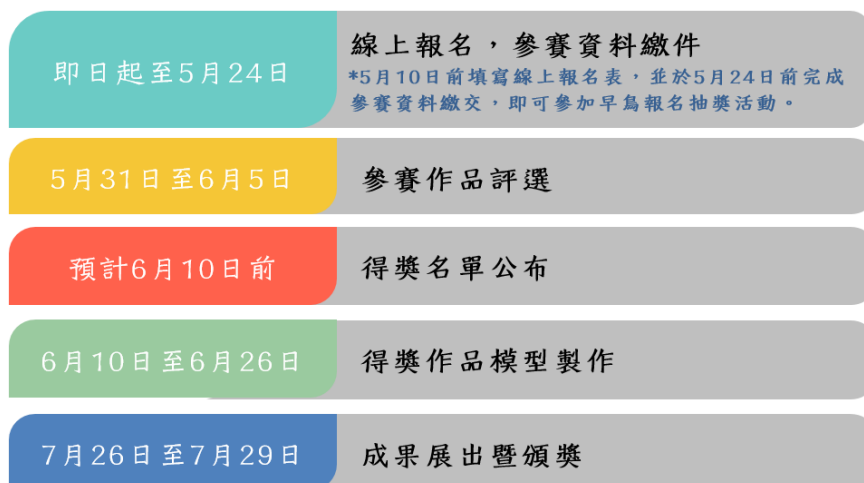 即日起至5月24日
線上報名，參賽資料繳件
*5月10日前填寫線上報名表，並於5月24日前完成
參賽資料繳交，即可參加早鳥報名抽獎活動。
5月31日至6月5日
參賽作品評選
預計6月10日前
得獎名單公布
6月10日至6月26日
得獎作品模型製作
7月26日至7月29日
成果展出暨頒獎